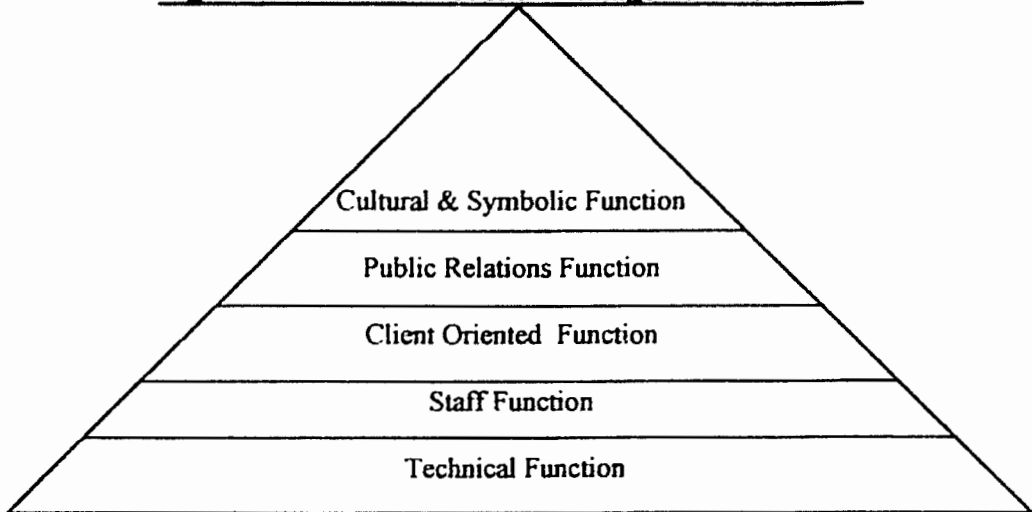 Cultural & Symbolic Function
Public Relations Function
Client Oriented Function
Staff Function
Technical Function